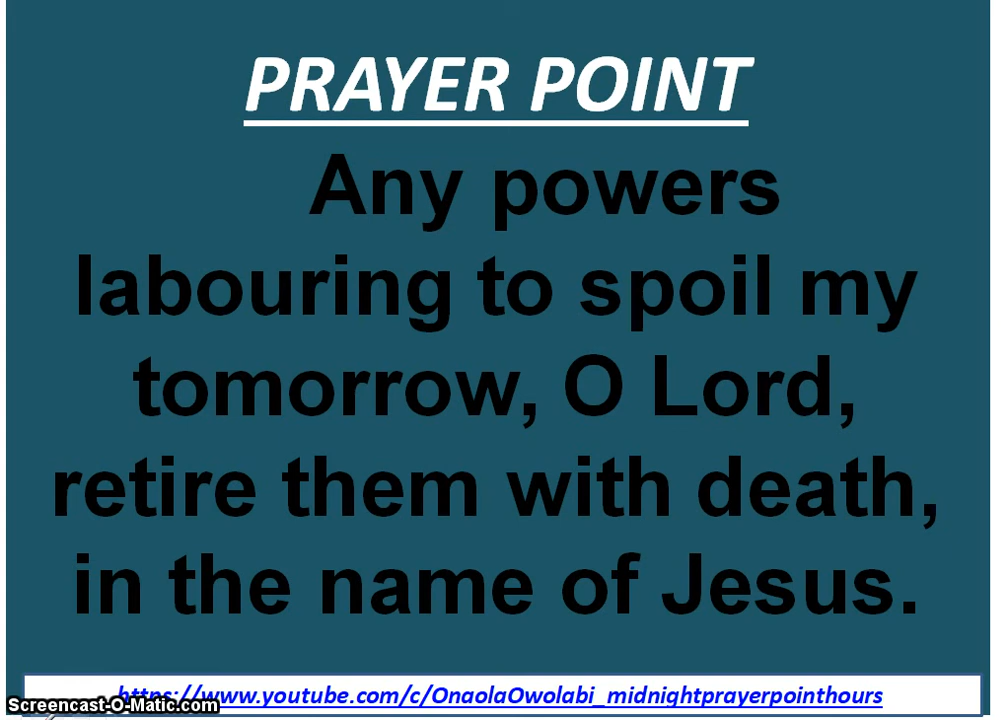 PRAYER POINT
Any powers
labouring to spoil my
tomorrow, O Lord,
retire them with death,
in the name of Jesus.
https://www.youtube.com/c/OnaolaOwolabi_midnightprayerpointhours
Screencast-O-Matic.com